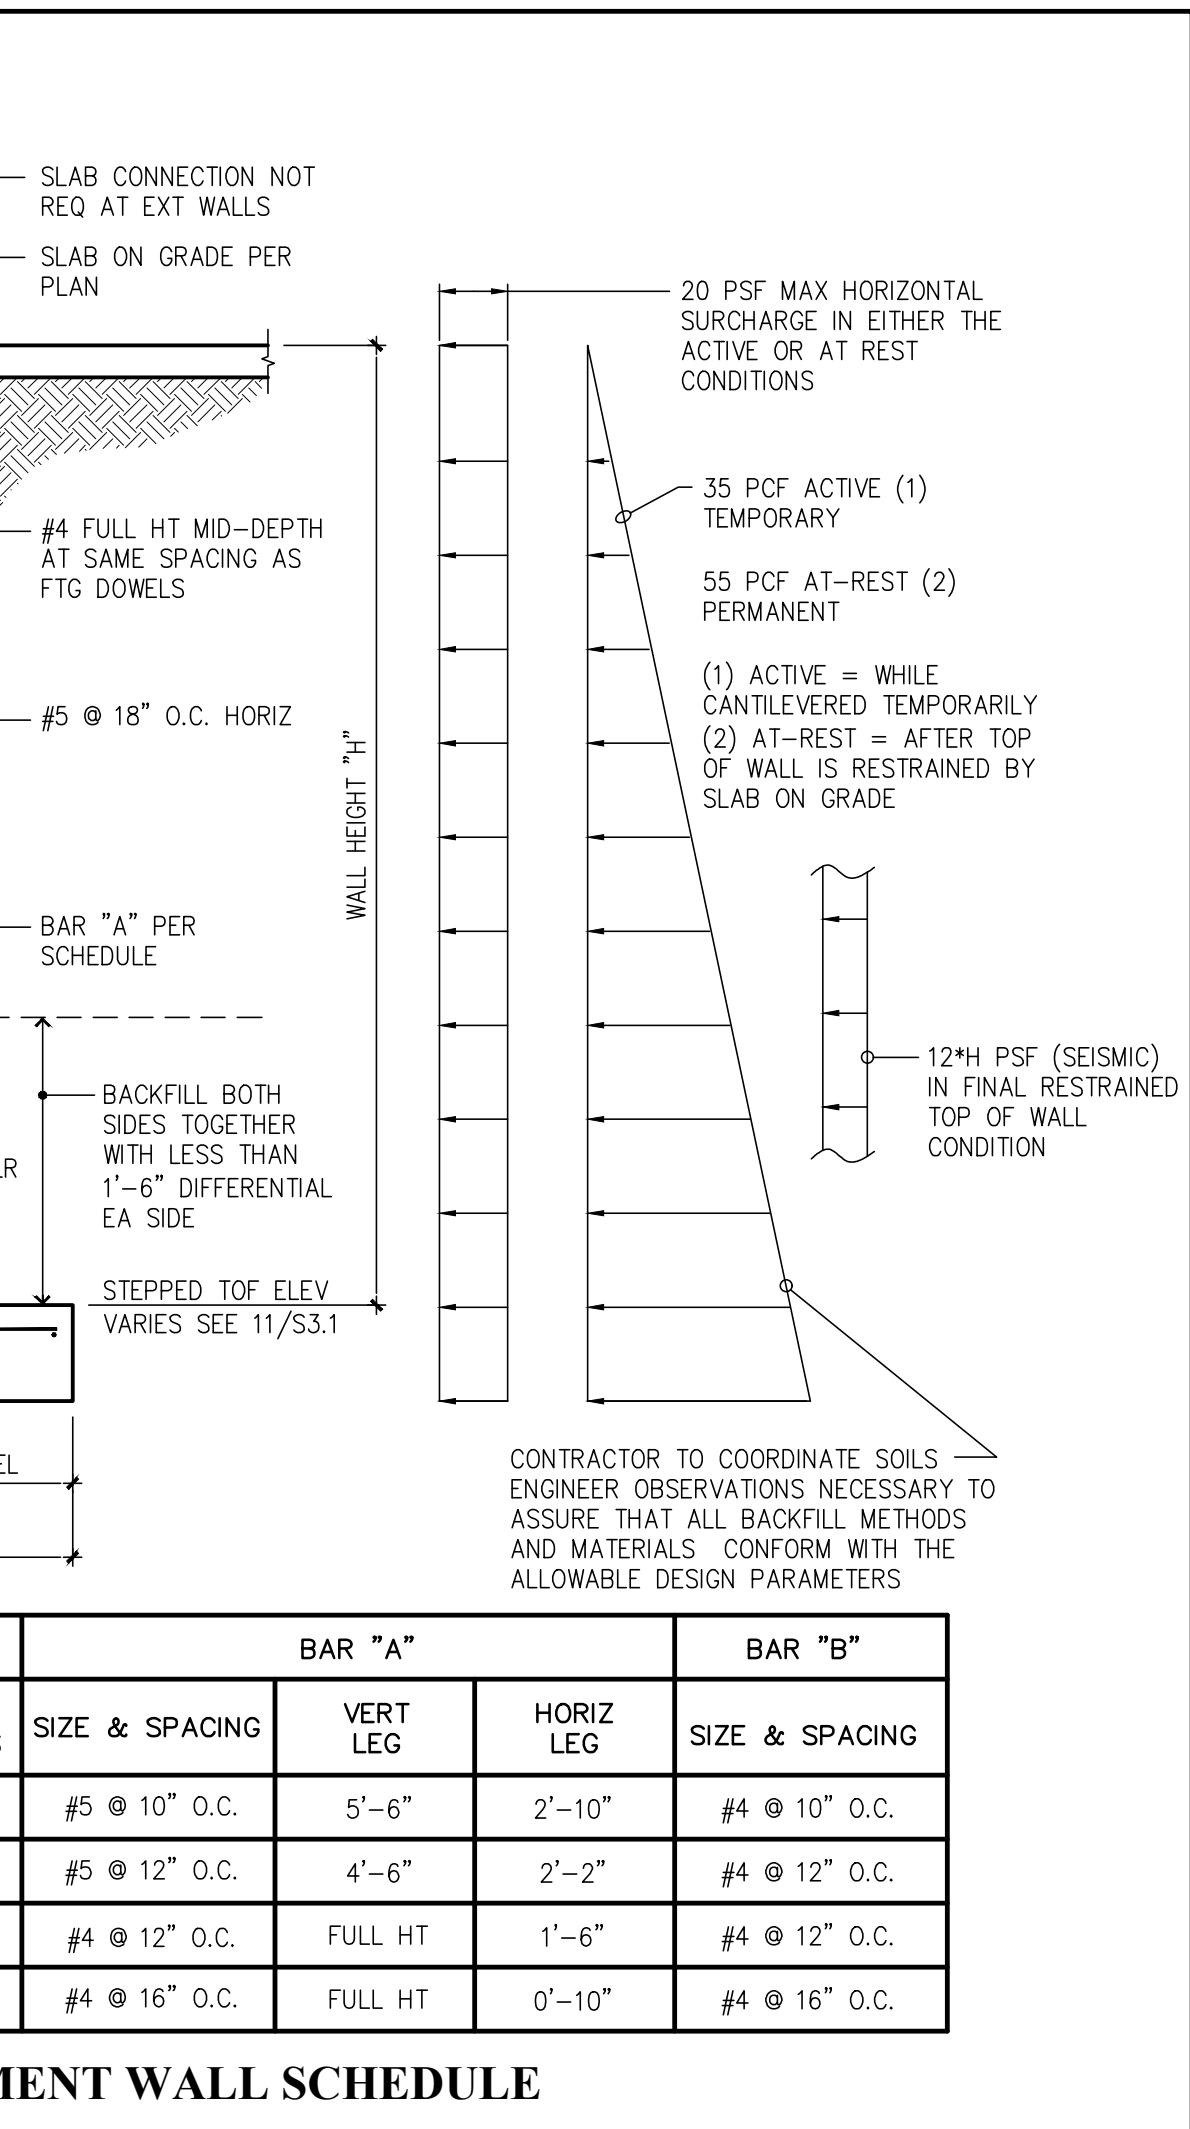 SLAB CONNECTION NOT
REQ AT EXT WALLS
SLAB ON GRADE PER
PLAN
20 PSF MAX HORIZONTAL
SURCHARGE IN EITHER THE
ACTIVE OR AT REST
CONDITIONS
35 PCF ACTIVE (1)
TEMPORARY
#4 FULL HT MID-DEPTH
AT SAME SPACING AS
FTG DOWELS
55 PCF AT-REST (2)
PERMANENT
(1) ACTIVE = WHILE
CANTILEVERED TEMPORARILY
(2) AT-REST = AFTER TOP
OF WALL IS RESTRAINED BY
SLAB ON GRADE
#5 @ 18" O.C. HORIZ
WALL HEIGHT "H"
BAR "A" PER
SCHEDULE
12*H PSF (SEISMIC)
IN FINAL RESTRAINED
TOP OF WALL
CONDITION
BACKFILL BOTH
SIDES TOGETHER
WITH LESS THAN
1'-6" DIFFERENTIAL
EA SIDE
STEPPED TOF ELEV
VARIES SEE 11/S3.1
CONTRACTOR TO COORDINATE SOILS
ENGINEER OBSERVATIONS NECESSARY TO
ASSURE THAT ALL BACKFILL METHODS
AND MATERIALS CONFORM WITH THE
ALLOWABLE DESIGN PARAMETERS
BAR "A" BAR "B"
SIZE & SPACING VERT LEG HORIZ LEG SIZE & SPACING
#5 @ 10" O.C. 5'-6" 2'-10" #4 @ 10" O.C.
#5 @ 12" O.C. 4'-6" 2'-2" #4 @ 12" O.C.
#4 @ 12" O.C. FULL HT 1'-6" #4 @ 12" O.C.
#4 @ 16" O.C. FULL HT 0'-10" #4 @ 16" O.C.
MENT WALL SCHEDULE